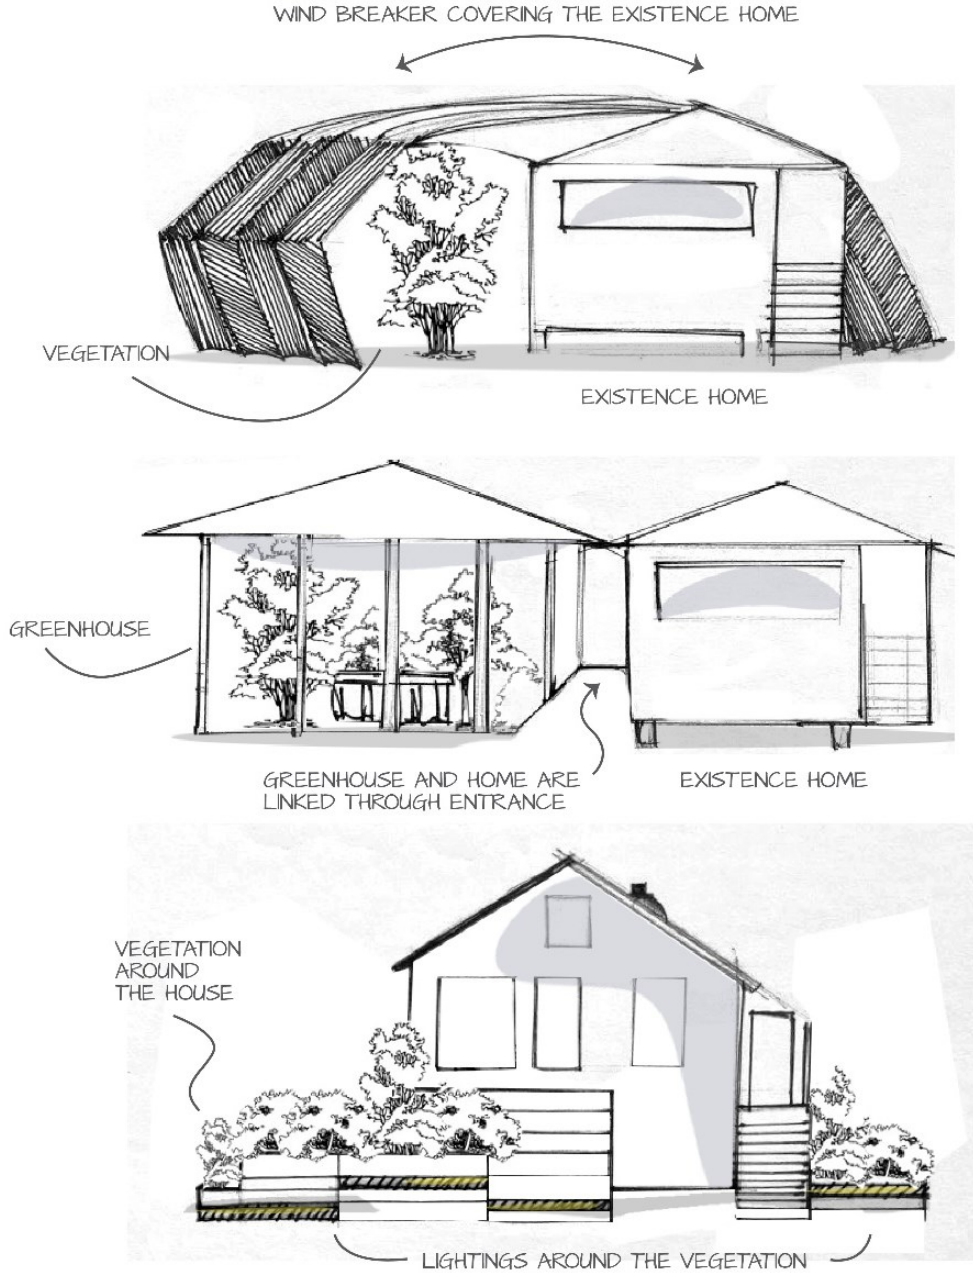 WIND BREAKER COVERING THE EXISTENCE HOME
VEGETATION
EXISTENCE HOME
GREENHOUSE
GREENHOUSE AND HOME ARE
LINKED THROUGH ENTRANCE
EXISTENCE HOME
VEGETATION
AROUND
THE HOUSE
LIGHTINGS AROUND THE VEGETATION